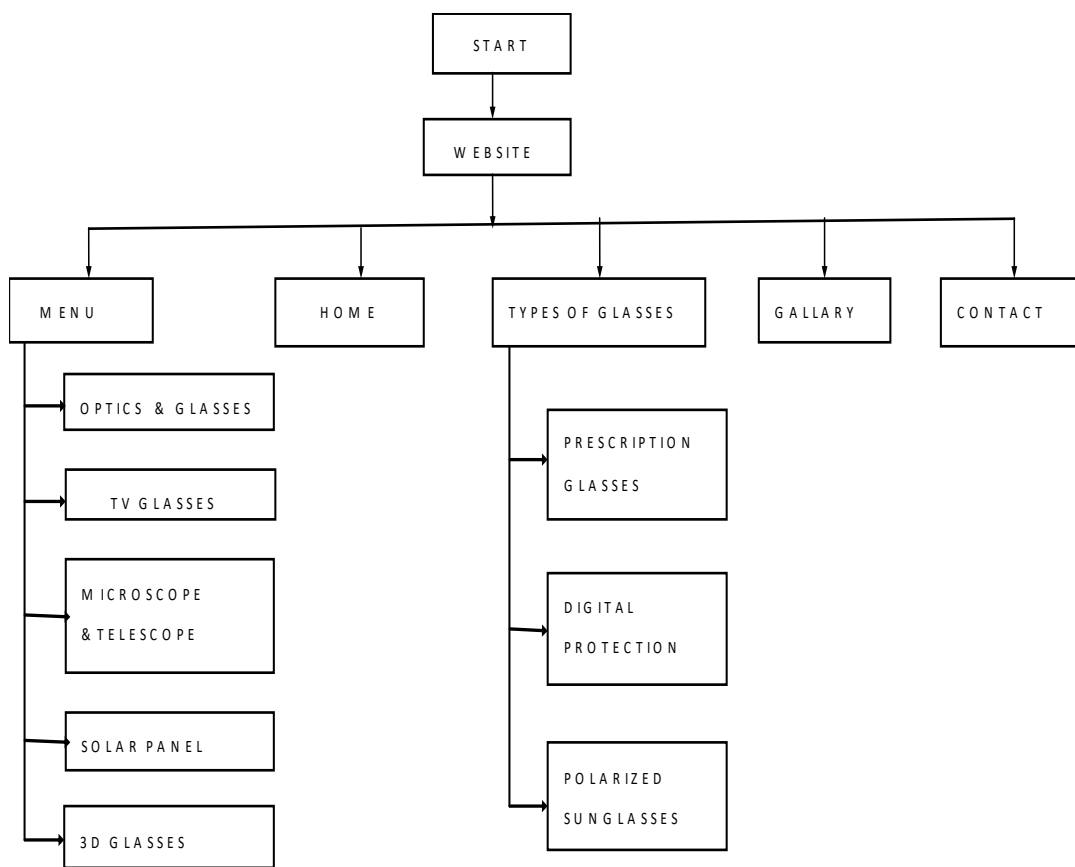 START
WEBSITE
MENU
HOME
TYPES OF GLASSES
GALLARY
CONTACT
OPTICS & GLASSES
TV GLASSES
MICROSCOPE
& TELESCOPE
SOLAR PANEL
3D GLASSES
PRESCRIPTION
GLASSES
DIGITAL
PROTECTION
POLARIZED
SUNGLASSES